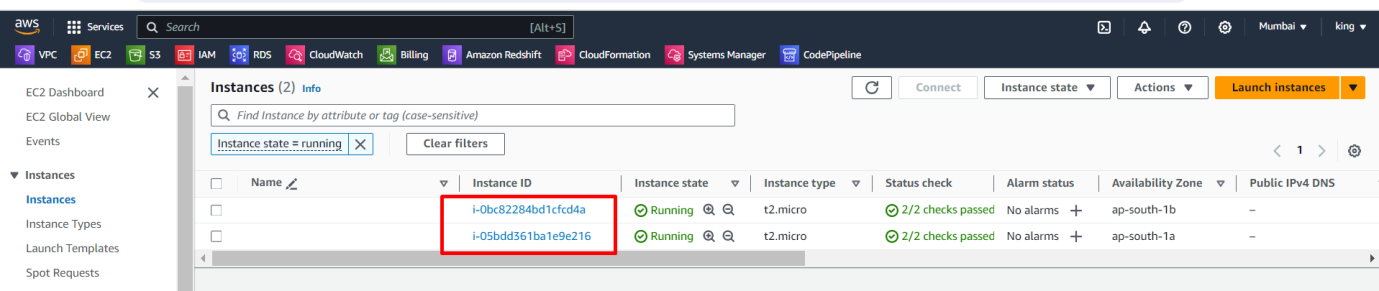 aws Services Search [Alt+S] Mumbai ▼ king ▼
VPC EC2 S3 IAM RDS CloudWatch Billing Amazon Redshift CloudFormation Systems Manager CodePipeline
EC2 Dashboard
EC2 Global View
Events
Instances
Instances
Instance Types
Launch Templates
Spot Requests
Instances (2) Info
Connect Instance state ▼ Actions ▼ Launch instances ▼
Find Instance by attribute or tag (case-sensitive)
Instance state = running Clear filters
1
Name Instance ID Instance state Instance type Status check Alarm status Availability Zone Public IPv4 DNS
i-0bc82284bd1cfcd4a Running t2.micro 2/2 checks passed No alarms + ap-south-1b –
i-05bdd361ba1e9e216 Running t2.micro 2/2 checks passed No alarms + ap-south-1a –